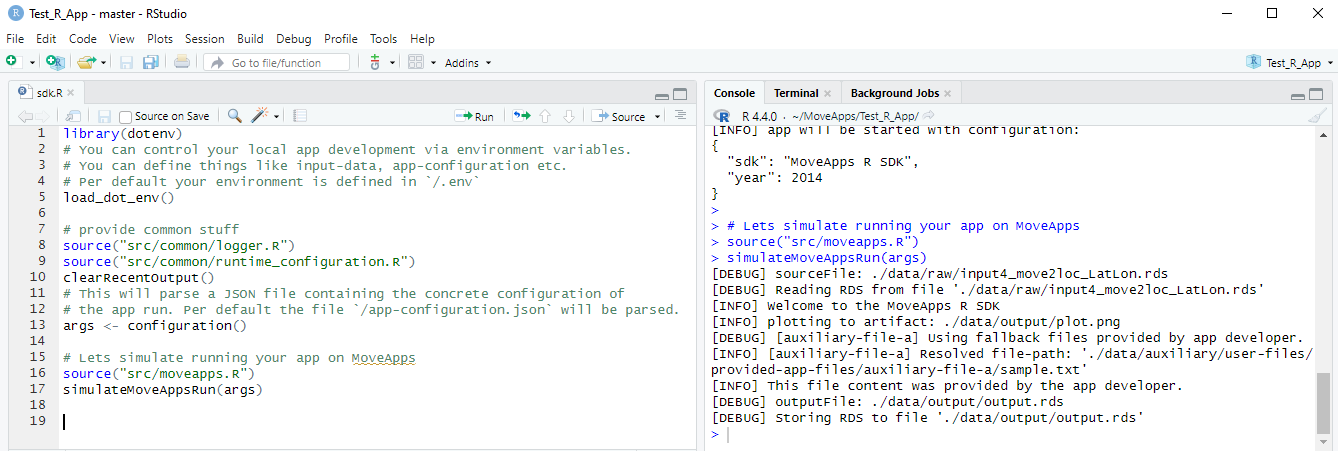 Test_R_App - master - RStudio
File Edit Code View Plots Session Build Debug Profile Tools Help
Go to file/function Addins Test_R_App
sdk.R
Source on Save Run Source
1 library(dotenv)
2 # You can control your local app development via environment variables.
3 # You can define things like input-data, app-configuration etc.
4 # Per default your environment is defined in `/.env`
5 load_dot_env()
6
7 # provide common stuff
8 source("src/common/logger.R")
9 source("src/common/runtime_configuration.R")
10 clearRecentOutput()
11 # This will parse a JSON file containing the concrete configuration of
12 # the app run. Per default the file `/app-configuration.json` will be parsed.
13 args <- configuration()
14
15 # Lets simulate running your app on MoveApps
16 source("src/moveapps.R")
17 simulateMoveAppsRun(args)
18
19
Console Terminal Background Jobs
R 4.4.0 · ~/MoveApps/Test_R_App/
[INFO] app will be started with configuration:
{
  "sdk": "MoveApps R SDK",
  "year": 2014
}
>
> # Lets simulate running your app on MoveApps
> source("src/moveapps.R")
> simulateMoveAppsRun(args)
[DEBUG] sourceFile: ./data/raw/input4_move2loc_LatLon.rds
[DEBUG] Reading RDS from file './data/raw/input4_move2loc_LatLon.rds'
[INFO] Welcome to the MoveApps R SDK
[INFO] plotting to artifact: ./data/output/plot.png
[DEBUG] [auxiliary-file-a] Using fallback files provided by app developer.
[INFO] [auxiliary-file-a] Resolved file-path: './data/auxiliary/user-files/
provided-app-files/auxiliary-file-a/sample.txt'
[INFO] This file content was provided by the app developer.
[DEBUG] outputFile: ./data/output/output.rds
[DEBUG] Storing RDS to file './data/output/output.rds'
>